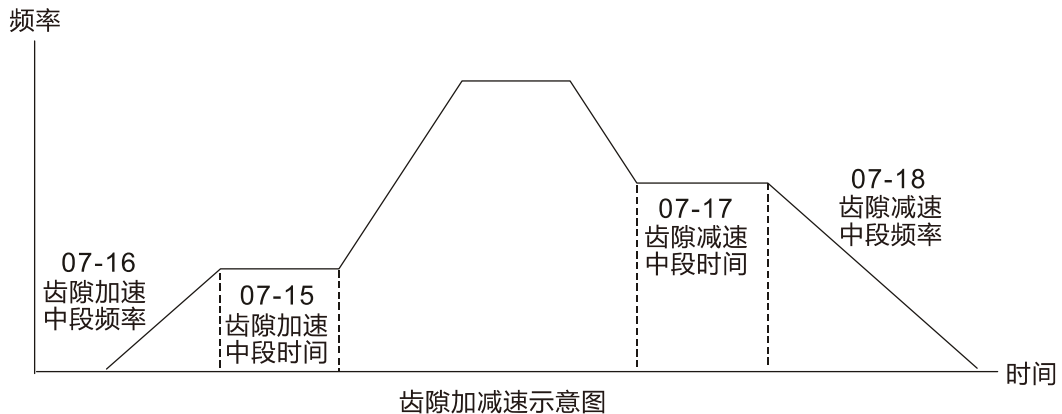 频率
07-16
齿隙加速
中段频率
07-15
齿隙加速
中段时间
07-17
齿隙减速
中段时间
07-18
齿隙减速
中段频率
时间
齿隙加减速示意图